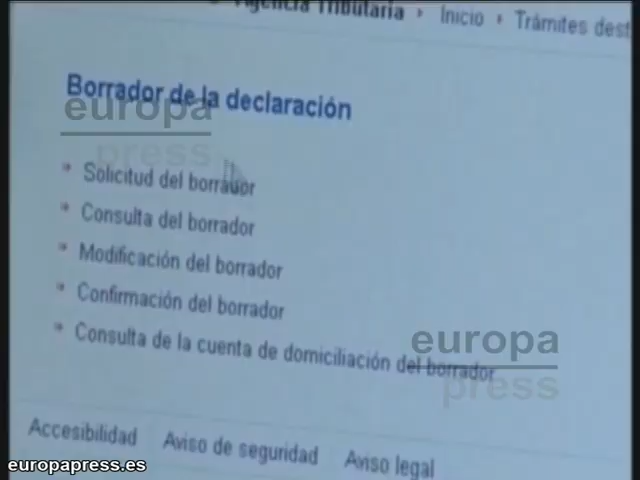 Agencia Tributaria › Inicio › Trámites dest
Borrador de la declaración
europa
press
Solicitud del borrador
Consulta del borrador
Modificación del borrador
Confirmación del borrador
Consulta de la cuenta de domiciliación del borrador
europa
press
Accesibilidad Aviso de seguridad Aviso legal
europapress.es